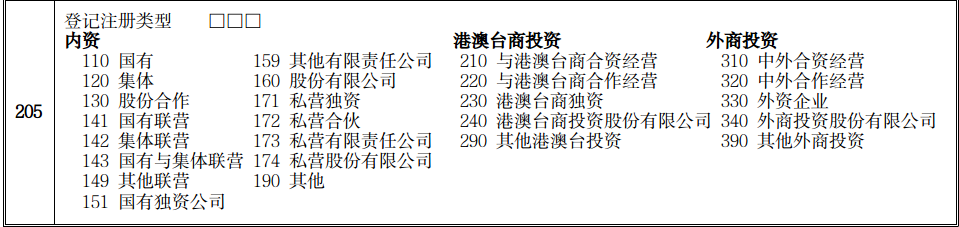 205
登记注册类型 □□□
内资 港澳台商投资 外商投资
110 国有 159 其他有限责任公司 210 与港澳台商合资经营 310 中外合资经营
120 集体 160 股份有限公司 220 与港澳台商合作经营 320 中外合作经营
130 股份合作 171 私营独资 230 港澳台商独资 330 外资企业
141 国有联营 172 私营合伙 240 港澳台商投资股份有限公司 340 外商投资股份有限公司
142 集体联营 173 私营有限责任公司 290 其他港澳台投资 390 其他外商投资
143 国有与集体联营 174 私营股份有限公司
149 其他联营 190 其他
151 国有独资公司